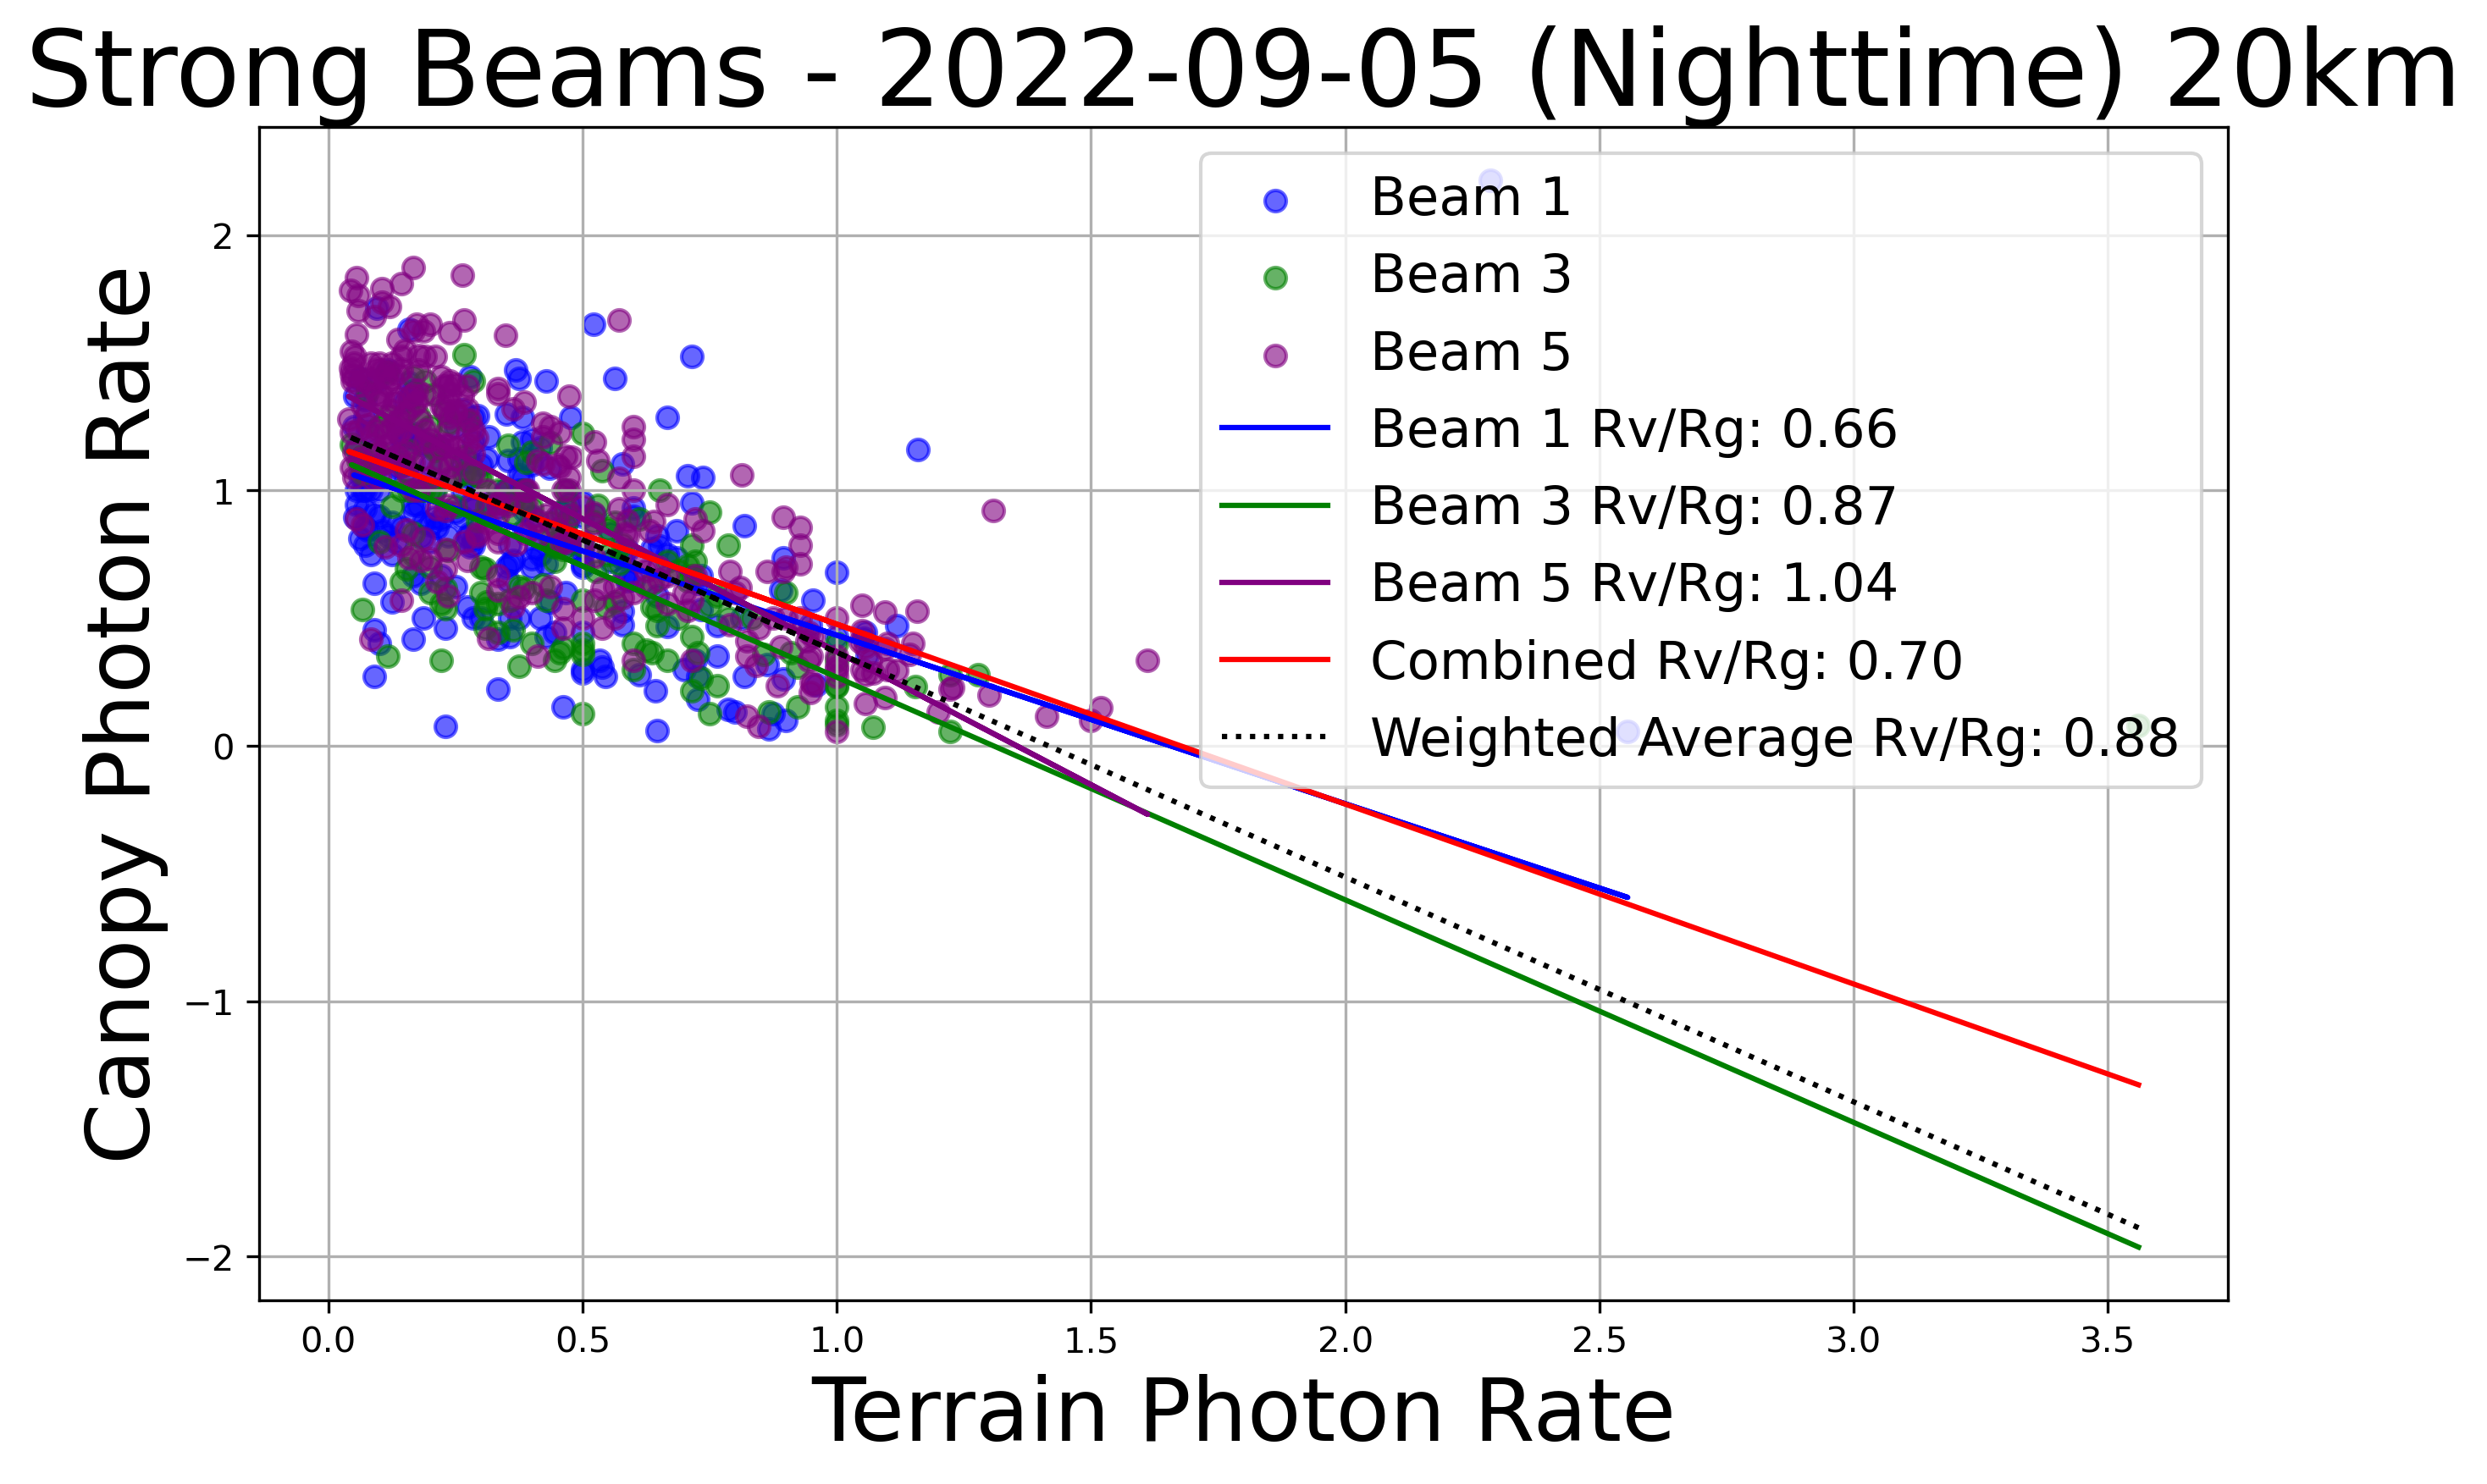 Strong Beams - 2022-09-05 (Nighttime) 20km
Canopy Photon Rate
2
1
0
−1
−2
Beam 1
Beam 3
Beam 5
Beam 1 Rv/Rg: 0.66
Beam 3 Rv/Rg: 0.87
Beam 5 Rv/Rg: 1.04
Combined Rv/Rg: 0.70
Weighted Average Rv/Rg: 0.88
0.0 0.5 1.0 1.5 2.0 2.5 3.0 3.5
Terrain Photon Rate